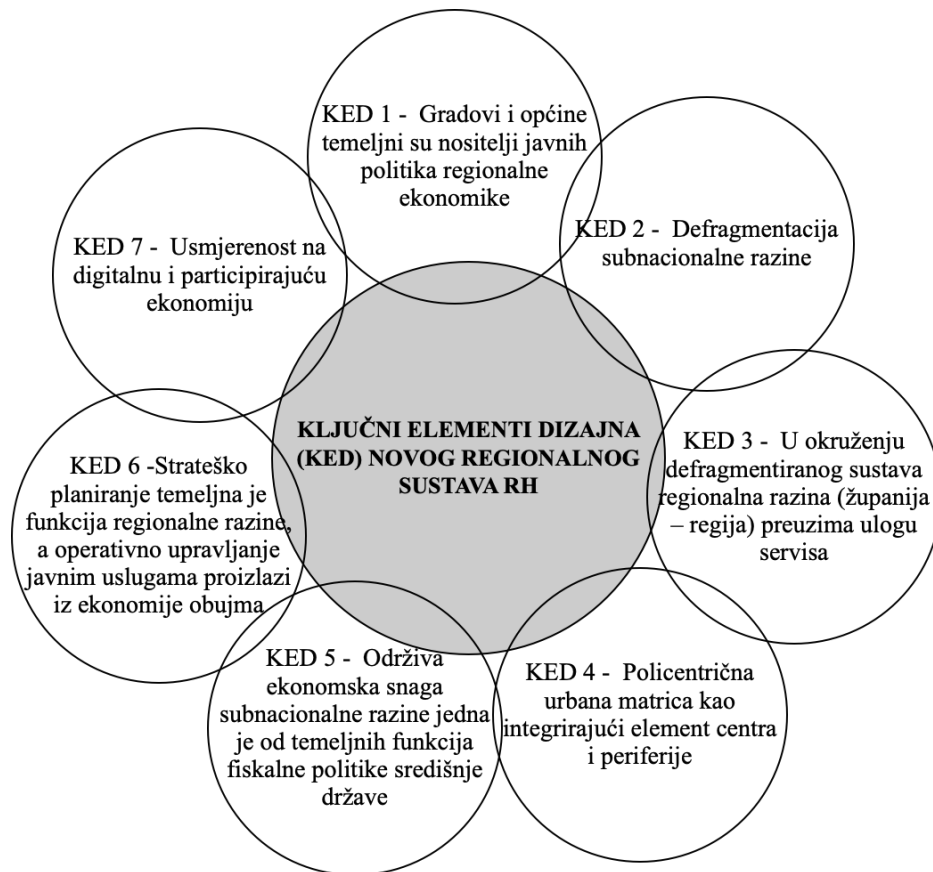 KED 1 - Gradovi i općine
temeljni su nositelji javnih
politika regionalne
ekonomike
KED 2 - Defragmentacija
subnacionalne razine
KED 3 - U okruženju
defragmentiranog sustava
regionalna razina (županija
– regija) preuzima ulogu
servisa
KED 4 - Policentrična
urbana matrica kao
integrirajući element centra
i periferije
KED 5 - Održiva
ekonomska snaga
subnacionalne razine jedna
je od temeljnih funkcija
fiskalne politike središnje
države
KED 6 -Strateško
planiranje temeljna je
funkcija regionalne razine,
a operativno upravljanje
javnim uslugama proizlazi
iz ekonomije obujma
KED 7 - Usmjerenost na
digitalnu i participirajuću
ekonomiju
KLJUČNI ELEMENTI DIZAJNA
(KED) NOVOG REGIONALNOG
SUSTAVA RH